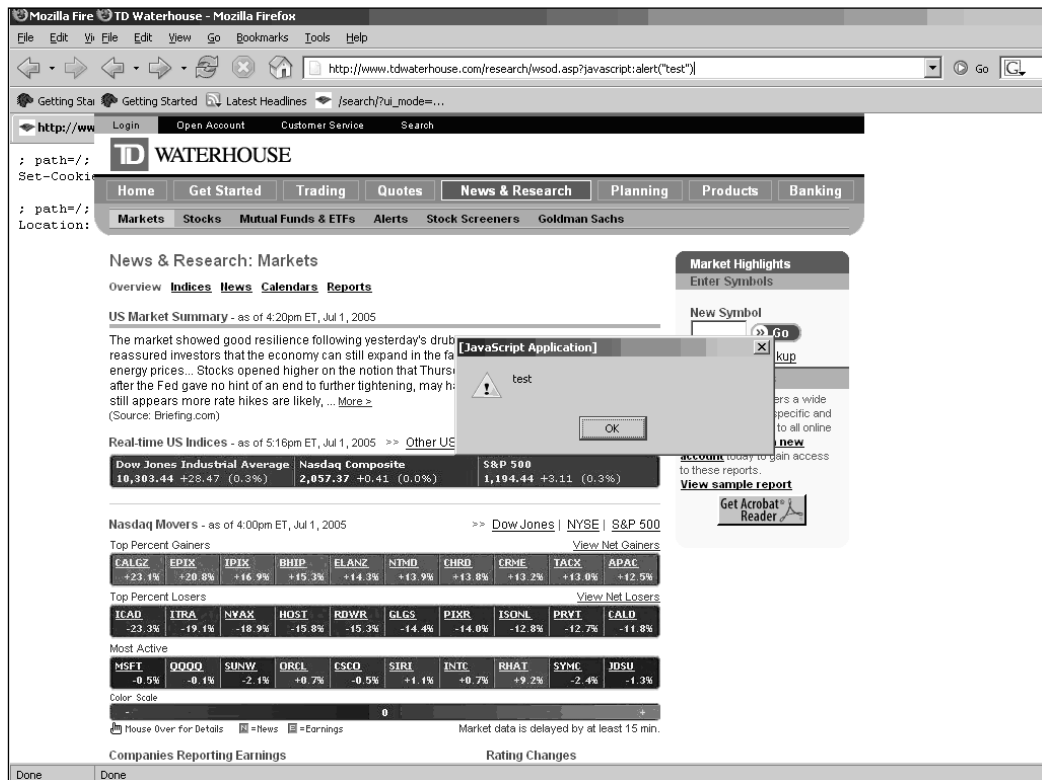 Mozilla Fire TD Waterhouse - Mozilla Firefox
File Edit Vi File Edit View Go Bookmarks Tools Help
http://www.tdwaterhouse.com/research/wsod.asp?javascript:alert("test") Go G
Getting Star Getting Started Latest Headlines /search/?ui_mode=...
http://ww Login Open Account Customer Service Search
; path=/;
Set-Cookie
; path=/;
Location:
TD WATERHOUSE
Home Get Started Trading Quotes News & Research Planning Products Banking
Markets Stocks Mutual Funds & ETFs Alerts Stock Screeners Goldman Sachs
News & Research: Markets
Overview Indices News Calendars Reports
US Market Summary - as of 4:20pm ET, Jul 1, 2005
The market showed good resilience following yesterday's drub
reassured investors that the economy can still expand in the fa
energy prices... Stocks opened higher on the notion that Thurs
after the Fed gave no hint of an end to further tightening, may h
still appears more rate hikes are likely, ... More >
(Source: Briefing.com)
[JavaScript Application]
test
OK
Real-time US Indices - as of 5:16pm ET, Jul 1, 2005 >> Other US
Dow Jones Industrial Average Nasdaq Composite S&P 500
10,303.44 +28.47 (0.3%) 2,057.37 +0.41 (0.0%) 1,194.44 +3.11 (0.3%)
Nasdaq Movers - as of 4:00pm ET, Jul 1, 2005 >> Dow Jones | NYSE | S&P 500
Top Percent Gainers View Net Gainers
CALGZ EPIX IPIX BHIP ELANZ NTMD CHRD CRME TACX APAC
+23.1% +20.8% +16.9% +15.3% +14.3% +13.9% +13.8% +13.2% +13.0% +12.5%
Top Percent Losers View Net Losers
ICAD ITRA NVAX HOST RDWR GLGS PIXR ISONL PRVT CALD
-23.3% -19.1% -18.9% -15.8% -15.3% -14.4% -14.0% -12.8% -12.7% -11.8%
Most Active
MSFT QQQQ SUNW ORCL CSCO SIRI INTC RHAT SYMC JDSU
-0.5% -0.1% -2.1% +0.7% -0.5% +1.1% +0.7% +9.2% -2.4% -1.3%
Color Scale
- 0 +
Mouse Over for Details N =News E =Earnings Market data is delayed by at least 15 min.
Companies Reporting Earnings Rating Changes
Market Highlights
Enter Symbols
New Symbol
Go
kup
ers a wide
pecific and
to all online
new
account today to gain access
to these reports.
View sample report
Get Acrobat® Reader
Done Done